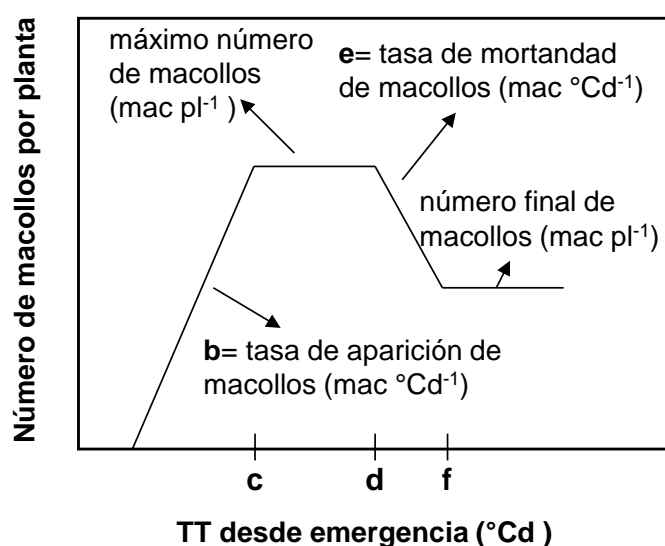 máximo número
de macollos
(mac pl-1 )
e= tasa de mortandad
de macollos (mac °Cd-1)
número final de
macollos (mac pl-1)
b= tasa de aparición de
macollos (mac °Cd-1)
Número de macollos por planta
c d f
TT desde emergencia (°Cd )